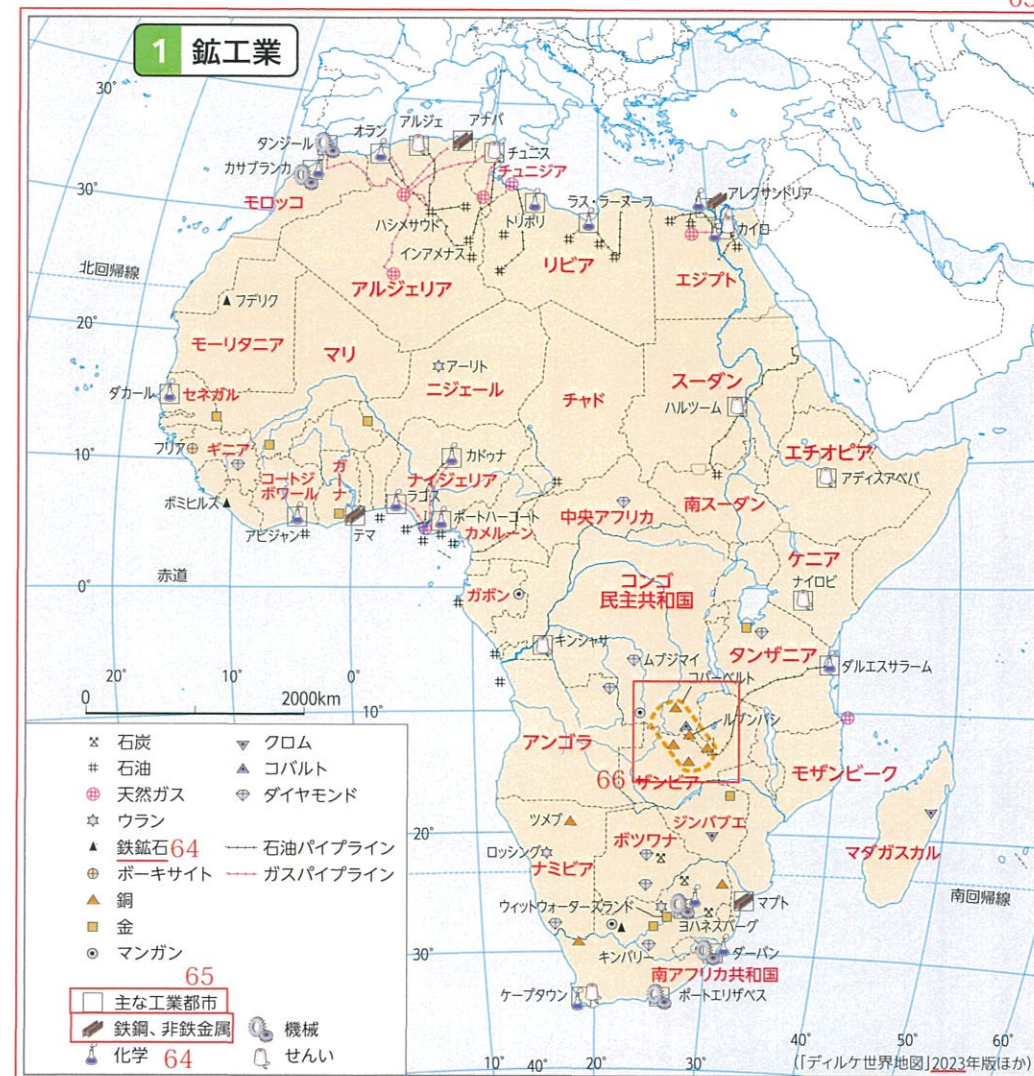 1 鉱工業
30°
タンジール
オラン
アルジェ
アナバ
カサブランカ
チュニス
チュニジア
モロッコ
30°
アレクサンドリア
ハシメサウド
トリポリ
ラス・ラーヌーフ
カイロ
インアメナス
リビア
エジプト
北回帰線
アルジェリア
フデリク
20°
モーリタニア
マリ
アーリト
ニジェール
チャド
スーダン
ダカール
セネガル
ハルツーム
フリア
ギニア
カドゥナ
エチオピア
10°
コートジボワール
ガーナ
ナイジェリア
アディスアベバ
ボミヒルズ
ラゴス
南スーダン
ポートハーコート
中央アフリカ
アビジャン
テマ
カメルーン
ケニア
赤道
0°
コンゴ
民主共和国
ナイロビ
ガボン
キンシャサ
ムブジマイ
タンザニア
20°
10°
0°
コパーベルト
ダルエスサラーム
0
2000km
10°
ルブンバシ
アンゴラ
66
ザンビア
モザンビーク
ツメブ
ジンバブエ
20°
ボツワナ
ロッシング
ナミビア
マダガスカル
南回帰線
ウィットウォーターズランド
マプト
ヨハネスバーグ
30°
キンバリー
ダーバン
南アフリカ共和国
ケープタウン
ポートエリザベス
10°
20°
30°
40°
50°
60°
石炭
クロム
石油
コバルト
天然ガス
ダイヤモンド
ウラン
鉄鉱石 64
石油パイプライン
ボーキサイト
ガスパイプライン
銅
金
マンガン
65
主な工業都市
鉄鋼、非鉄金属
機械
化学 64
せんい
(「ディルケ世界地図」2023年版ほか)